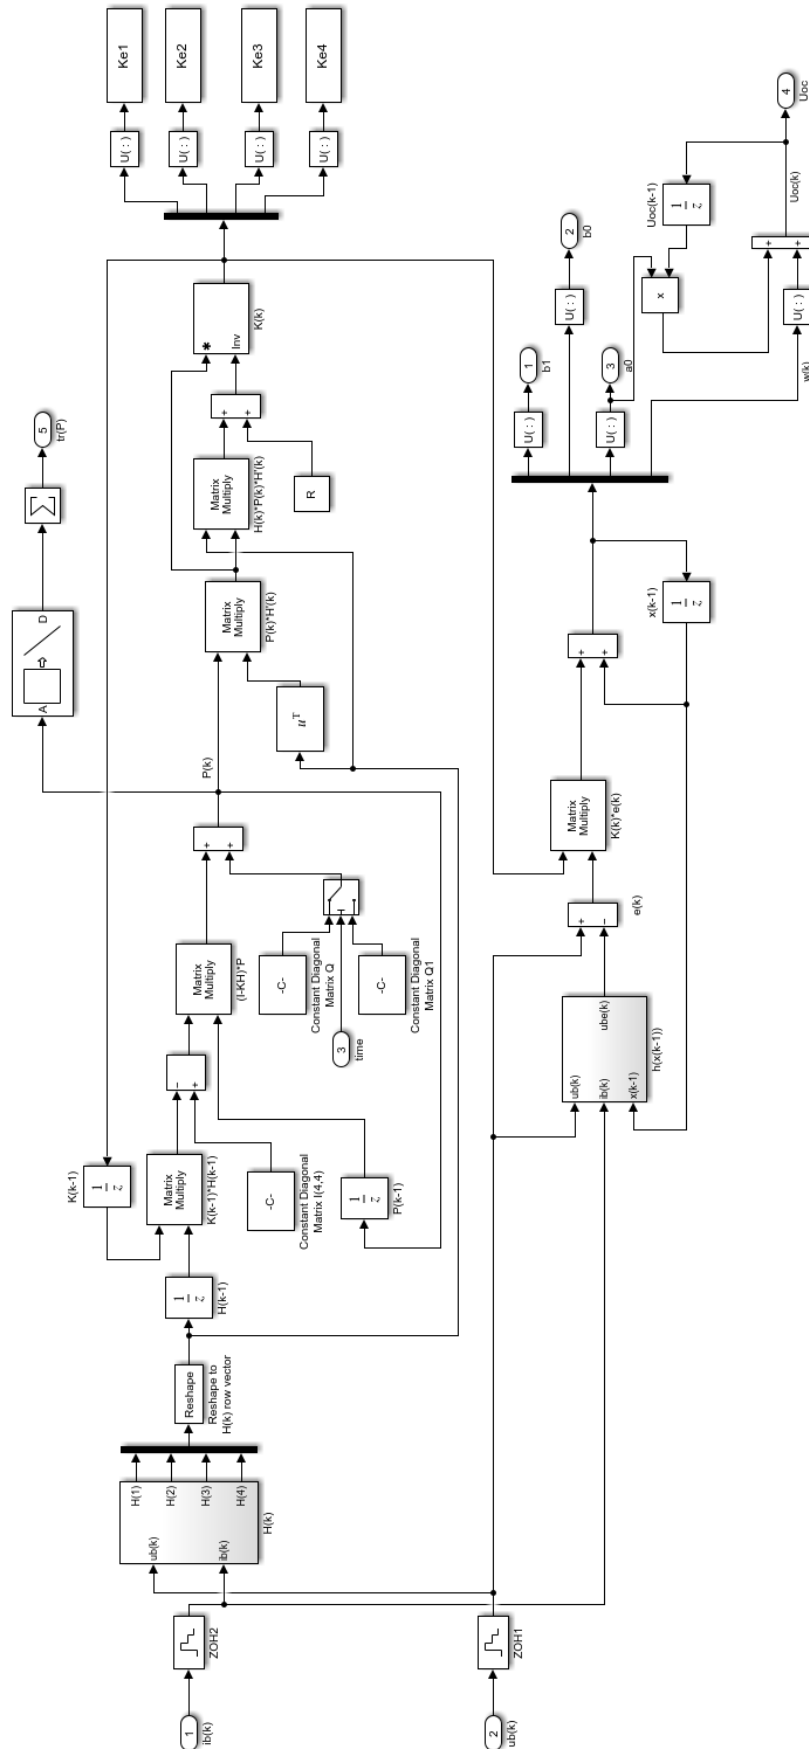 1
ib(k)
ZOH2
2
ub(k)
ZOH1
ub(k)
ib(k)
H(1)
H(2)
H(3)
H(4)
H(k)
Reshape
Reshape to
H(k) row vector
1
z
H(k-1)
K(k-1)
1
z
Matrix
Multiply
K(k-1)*H(k-1)
-C-
Constant Diagonal
Matrix I(4,4)
-
+
1
z
P(k-1)
Matrix
Multiply
(I-KH)*P
-C-
Constant Diagonal
Matrix Q
3
time
-C-
Constant Diagonal
Matrix Q1
+
+
P(k)
A
D
5
tr(P)
u^T
Matrix
Multiply
P(k)*H'(k)
Matrix
Multiply
H(k)*P(k)*H'(k)
R
+
+
*
Inv
K(k)
U( : )
U( : )
U( : )
U( : )
Ke1
Ke2
Ke3
Ke4
ub(k)
ib(k)
x(k-1)
ube(k)
h(x(k-1))
+
-
e(k)
Matrix
Multiply
K(k)*e(k)
+
+
x(k-1)
1
z
U( : )
1
b1
U( : )
2
b0
U( : )
3
a0
w(k)
U( : )
x
Uoc(k-1)
1
z
+
+
Uoc(k)
4
Uoc